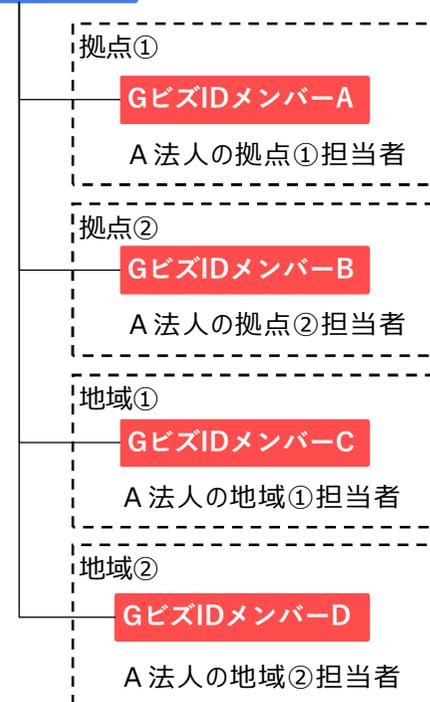 拠点①
GビズIDメンバーA
A 法人の拠点①担当者
拠点②
GビズIDメンバーB
A 法人の拠点②担当者
地域①
GビズIDメンバーC
A 法人の地域①担当者
地域②
GビズIDメンバーD
A 法人の地域②担当者